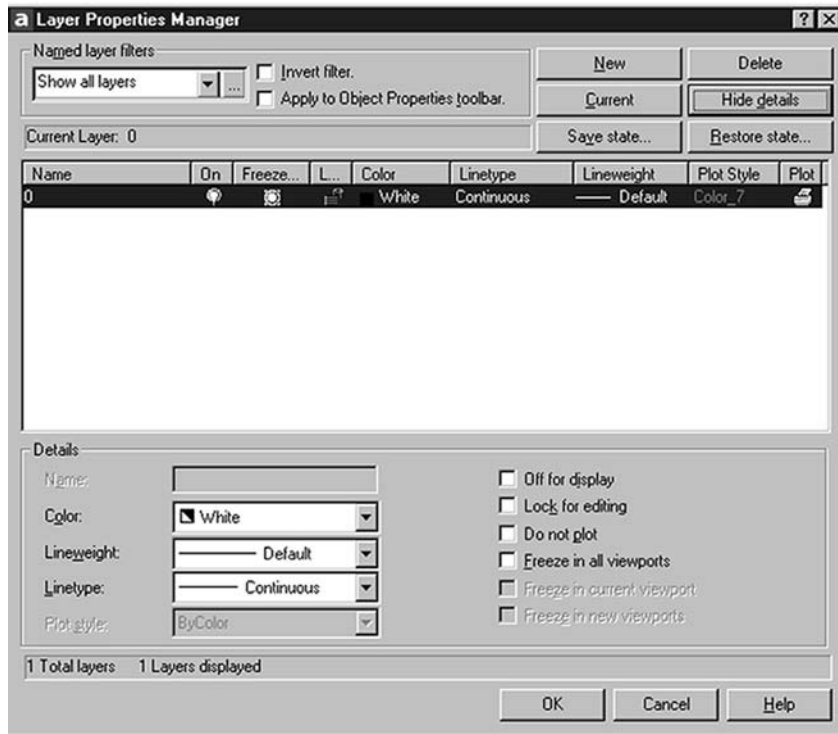 a Layer Properties Manager
Named layer filters
Show all layers
...
Invert filter.
Apply to Object Properties toolbar.
New
Delete
Current
Hide details
Current Layer: 0
Save state...
Restore state...
Name On Freeze... L... Color Linetype Lineweight Plot Style Plot
0 White Continuous Default Color_7
Details
Name:
Color: White
Lineweight: Default
Linetype: Continuous
Plot style: ByColor
Off for display
Lock for editing
Do not plot
Freeze in all viewports
Freeze in current viewport
Freeze in new viewports
1 Total layers 1 Layers displayed
OK Cancel Help